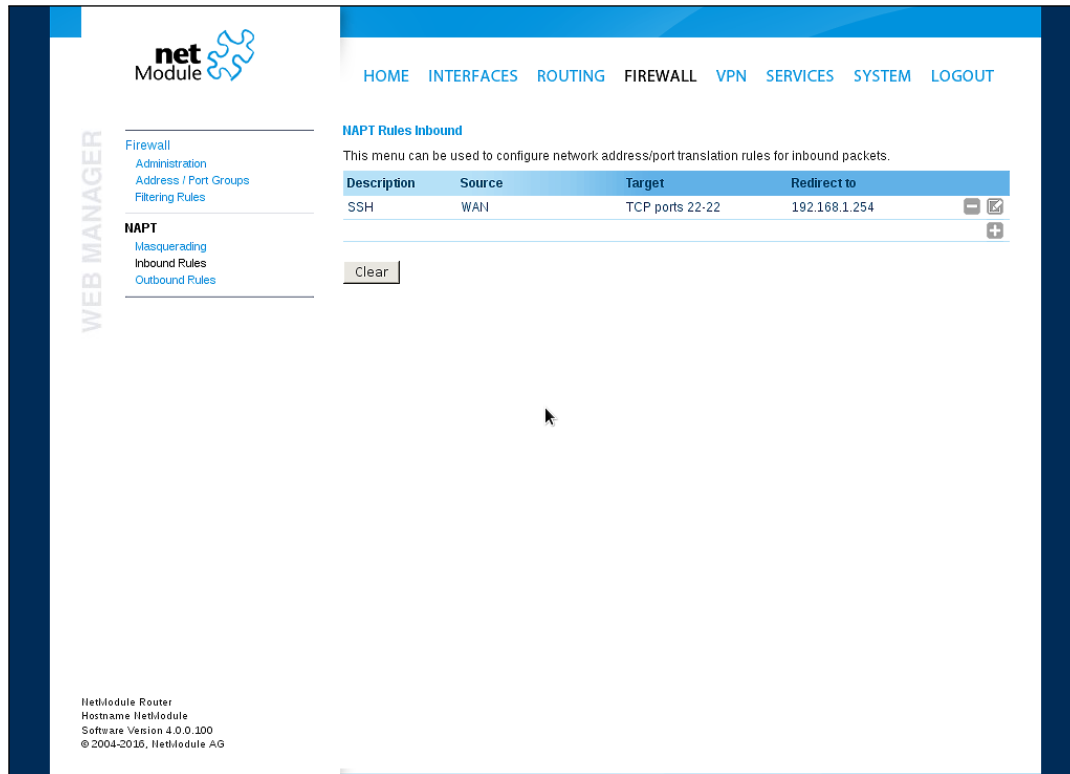 net
Module
HOME INTERFACES ROUTING FIREWALL VPN SERVICES SYSTEM LOGOUT
WEB MANAGER
Firewall
Administration
Address / Port Groups
Filtering Rules
NAPT
Masquerading
Inbound Rules
Outbound Rules
NAPT Rules Inbound
This menu can be used to configure network address/port translation rules for inbound packets.
Description Source Target Redirect to
SSH WAN TCP ports 22-22 192.168.1.254
Clear
NetModule Router
Hostname NetModule
Software Version 4.0.0.100
© 2004-2016, NetModule AG